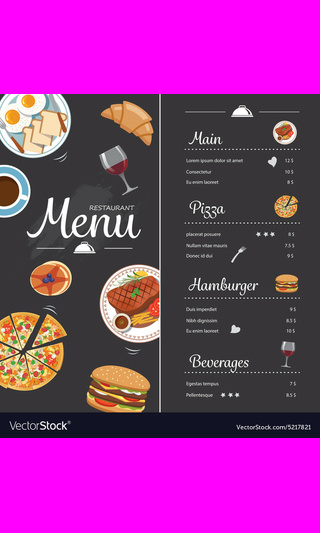 RESTAURANT
Menu
Main
Lorem ipsum dolor sit amet 12 $
Consectetur 10 $
Eu enim laoreet 8 $
Pizza
placerat posuere 8 $
Nullam vitae mauris 7.5 $
Donec id dui 9 $
Hamburger
Duis imperdiet 9 $
Nibh dignissim 8.5 $
Eu enim laoreet 10 $
Beverages
Egestas tempus 7 $
Pellentesque 8.5 $
VectorStock®
VectorStock.com/5217821